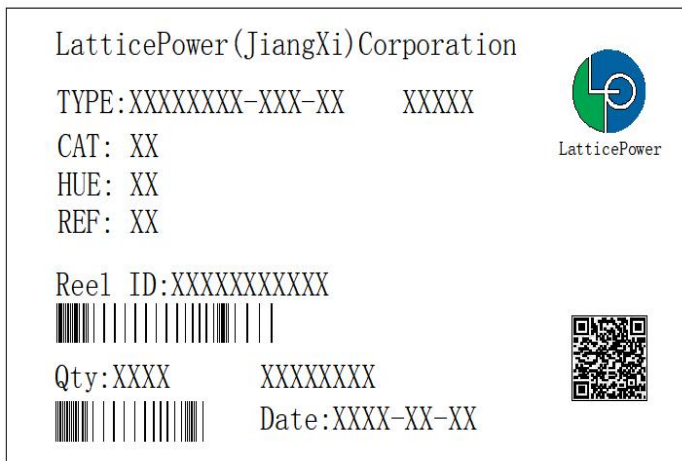 LatticePower(JiangXi)Corporation
TYPE:XXXXXXXX-XXX-XX XXXXX
LatticePower
CAT: XX
HUE: XX
REF: XX
Reel ID:XXXXXXXXXXX
Qty:XXXX XXXXXXXX
Date:XXXX-XX-XX